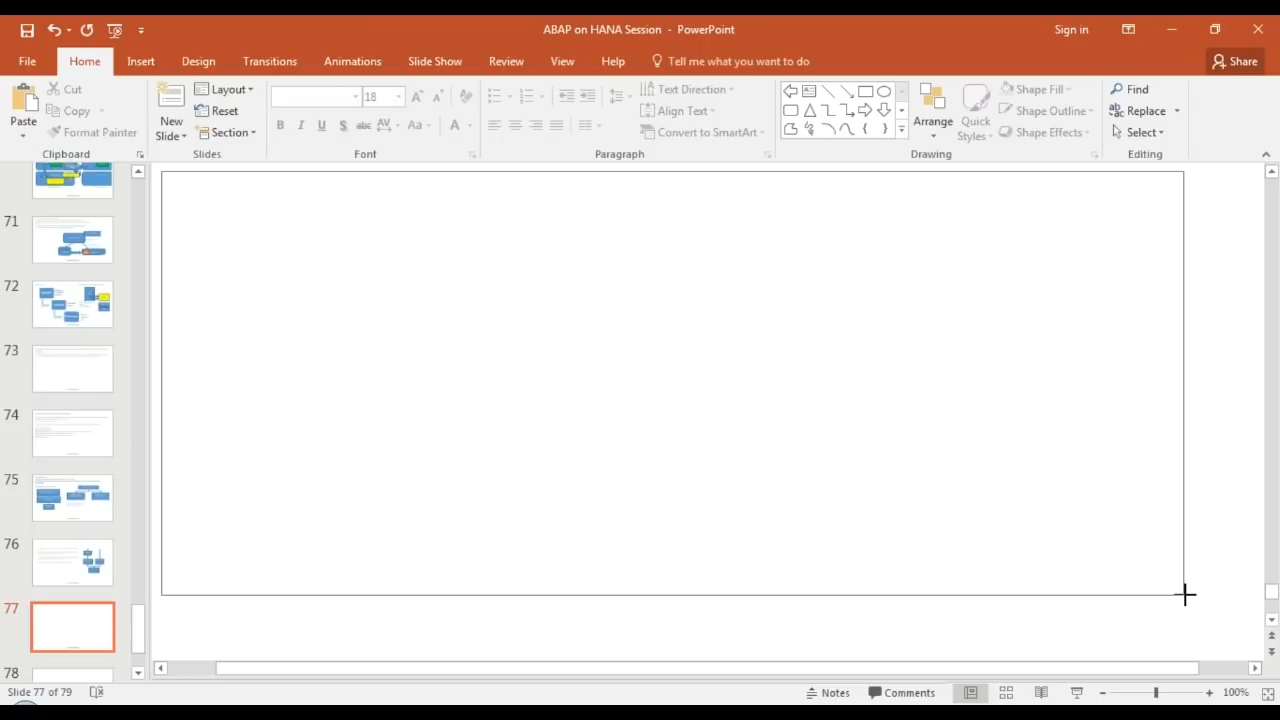 ABAP on HANA Session - PowerPoint
Sign in
File Home Insert Design Transitions Animations Slide Show Review View Help Tell me what you want to do Share
Paste
Cut
Copy
Format Painter
Clipboard
New Slide
Layout
Reset
Section
Slides
18
B I U S abc AV Aa A
Font
Text Direction
Align Text
Convert to SmartArt
Paragraph
Arrange
Quick Styles
Shape Fill
Shape Outline
Shape Effects
Drawing
Find
Replace
Select
Editing
71
72
73
74
75
76
77
78
Slide 77 of 79
Notes
Comments
100%